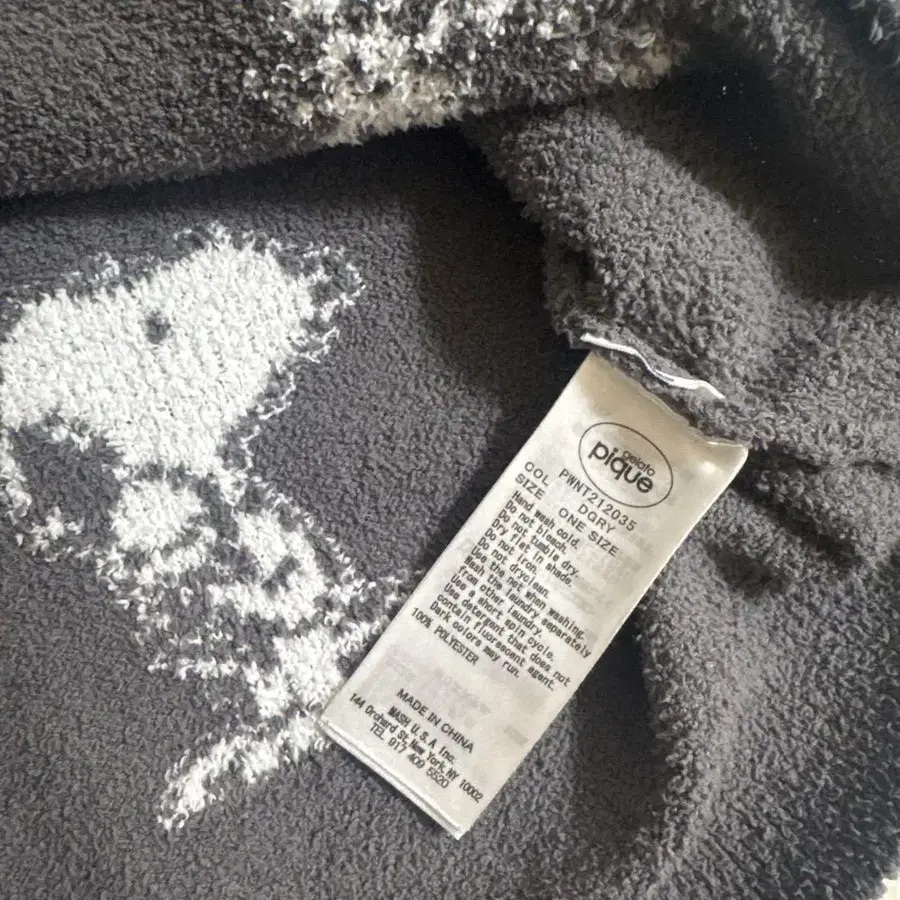 gelato
pique
PWNT212035
COL DGRY
SIZE ONE SIZE
Hand wash cold.
Do not bleach.
Do not tumble dry.
Dry flat in shade.
Do not iron.
Do not dryclean.
Use the net when washing.
Wash the laundry separately
from other laundry.
Use a short spin cycle.
Use detergent that does not
contain fluorescent agent.
Dark colors may run.
100% POLYESTER
MADE IN CHINA
MASH U.S.A Inc.
144 Orchard St,New York,NY 10002
TEL 917 409 5520